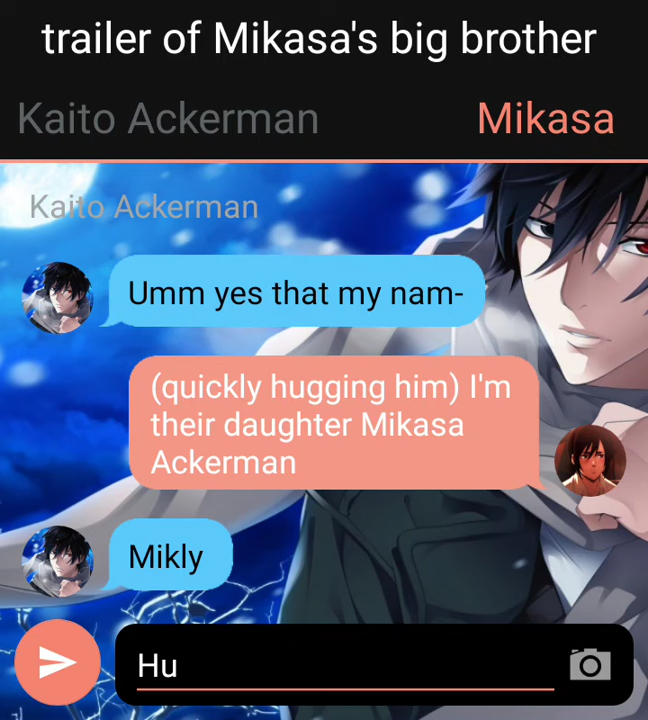 trailer of Mikasa's big brother
Kaito Ackerman
Mikasa
Kaito Ackerman
Umm yes that my nam-
(quickly hugging him) I'm
their daughter Mikasa
Ackerman
Mikly
Hu